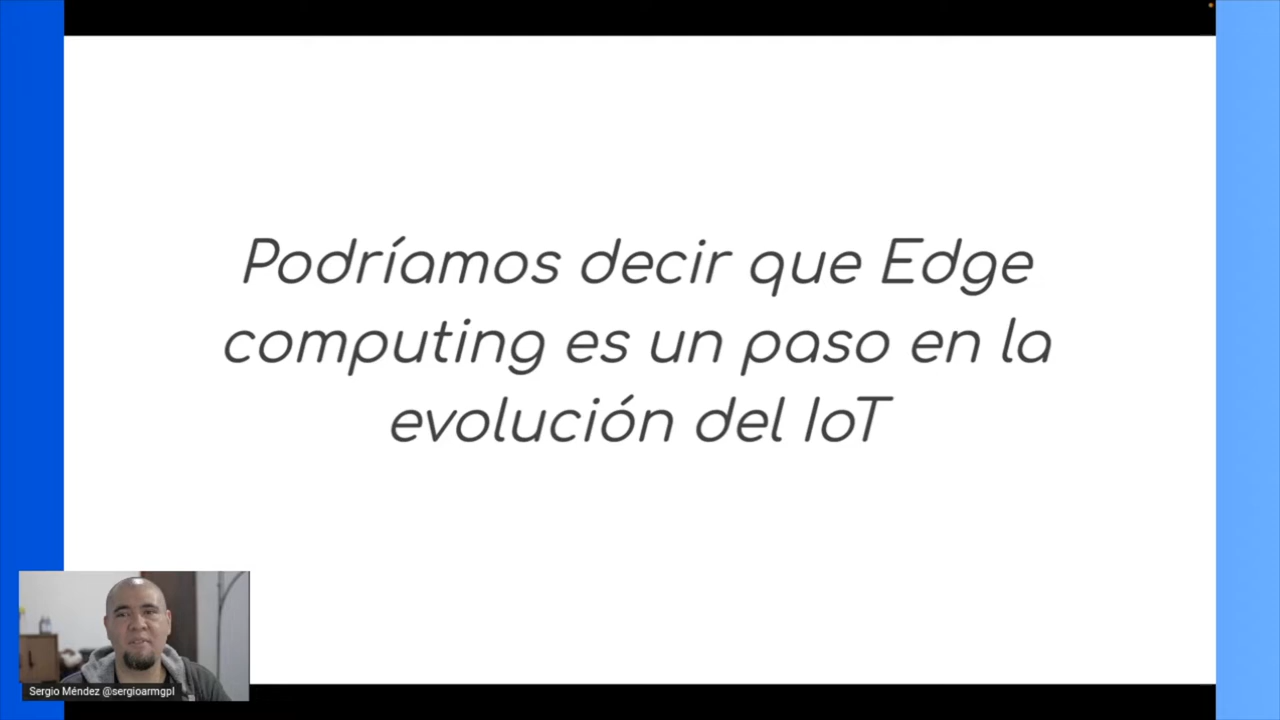 Podríamos decir que Edge
computing es un paso en la
evolución del IoT
Sergio Méndez @sergioarmgpl